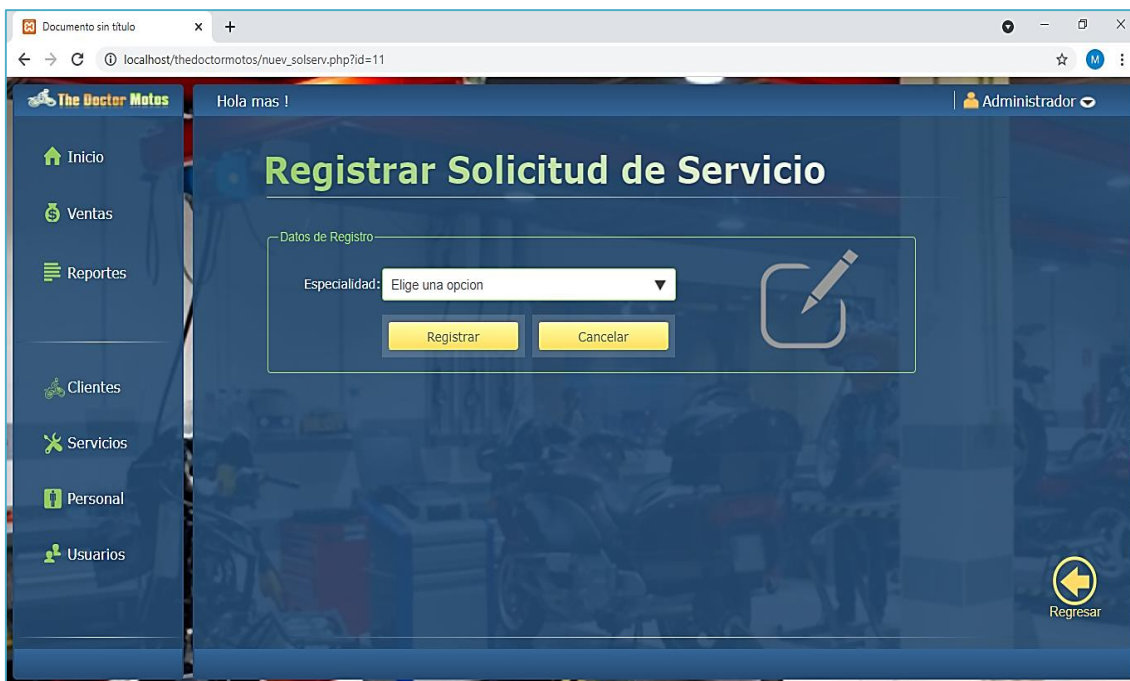 Documento sin título
localhost/thedoctormotos/nuev_solserv.php?id=11
M
The Doctor Motos
Hola mas !
Administrador
Inicio
Ventas
Reportes
Clientes
Servicios
Personal
Usuarios
Registrar Solicitud de Servicio
Datos de Registro
Especialidad: Elige una opcion
Registrar Cancelar
Regresar